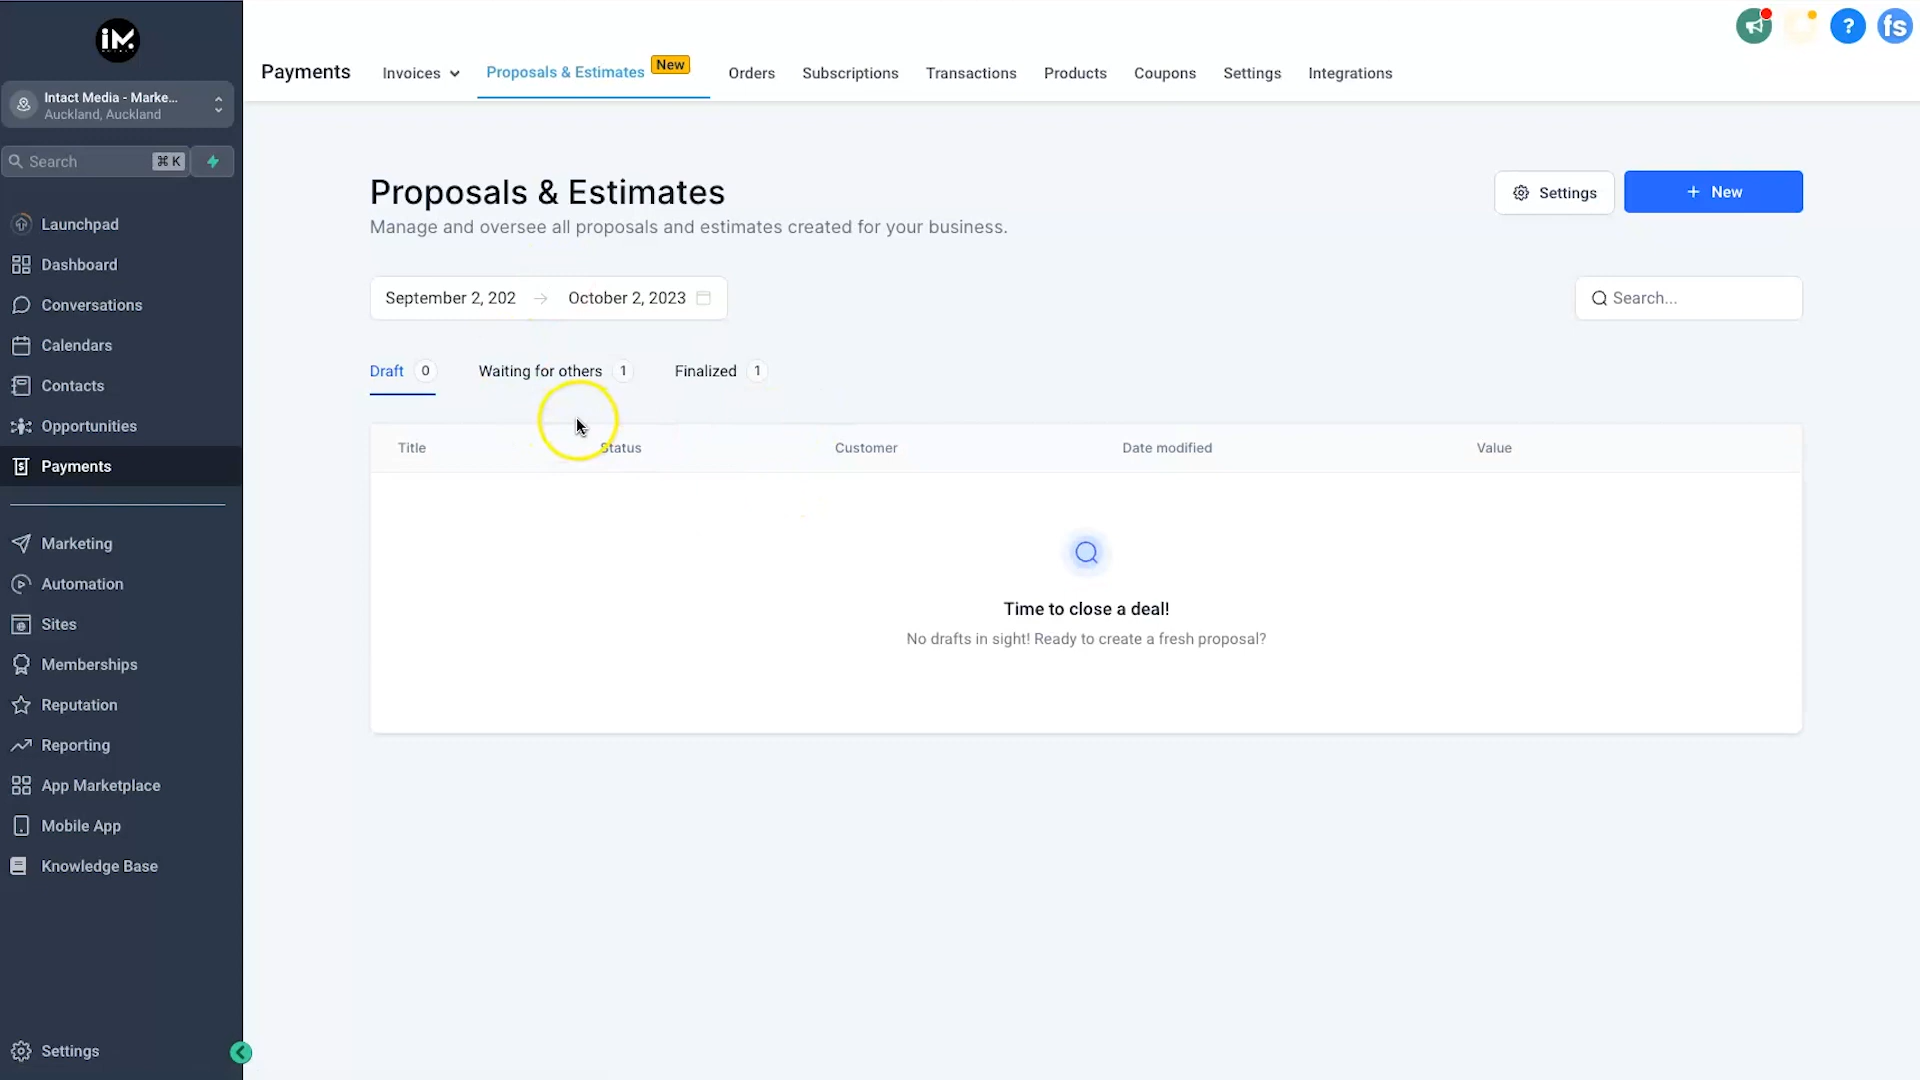 iM.
Intact Media - Marke...
Auckland, Auckland
Search
⌘ K
Launchpad
Dashboard
Conversations
Calendars
Contacts
Opportunities
Payments
Marketing
Automation
Sites
Memberships
Reputation
Reporting
App Marketplace
Mobile App
Knowledge Base
Settings
Payments Invoices Proposals & Estimates New Orders Subscriptions Transactions Products Coupons Settings Integrations
? fs
Proposals & Estimates
Manage and oversee all proposals and estimates created for your business.
Settings + New
September 2, 202 → October 2, 2023
Search...
Draft 0 Waiting for others 1 Finalized 1
Title Status Customer Date modified Value
Time to close a deal!
No drafts in sight! Ready to create a fresh proposal?